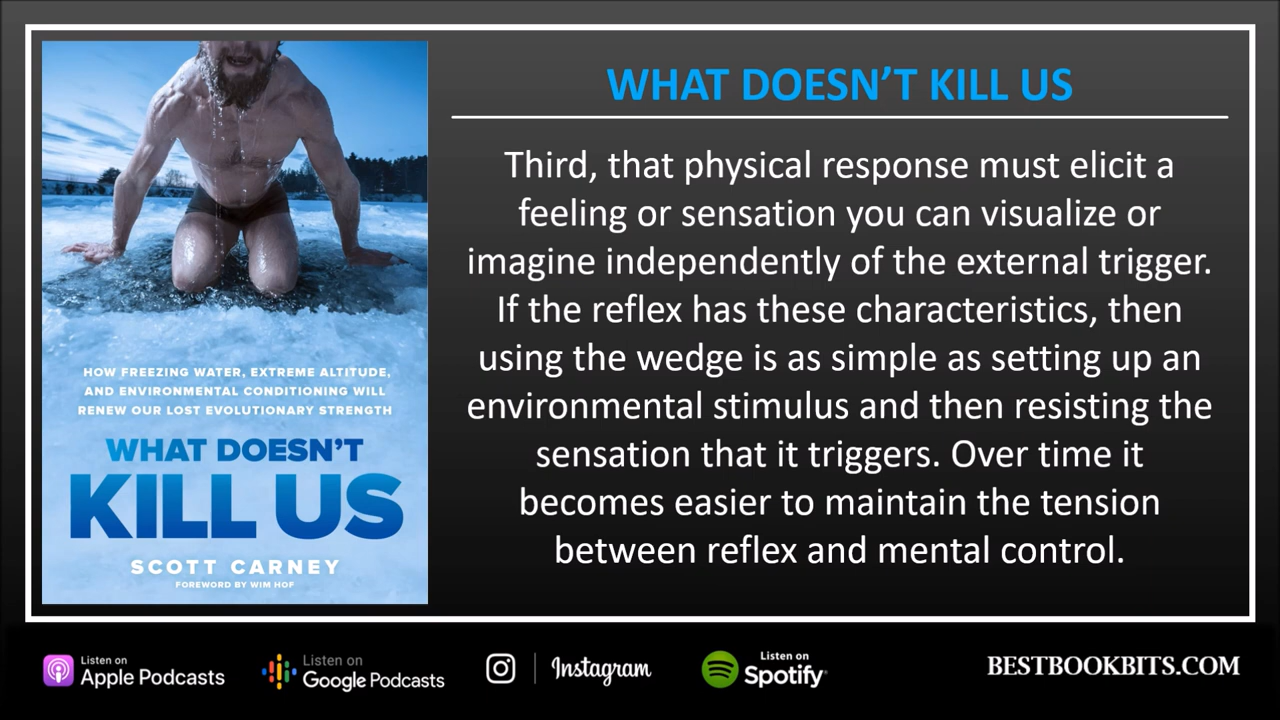 HOW FREEZING WATER, EXTREME ALTITUDE,
AND ENVIRONMENTAL CONDITIONING WILL
RENEW OUR LOST EVOLUTIONARY STRENGTH
WHAT DOESN'T
KILL US
SCOTT CARNEY
FOREWORD BY WIM HOF
WHAT DOESN'T KILL US
Third, that physical response must elicit a
feeling or sensation you can visualize or
imagine independently of the external trigger.
If the reflex has these characteristics, then
using the wedge is as simple as setting up an
environmental stimulus and then resisting the
sensation that it triggers. Over time it
becomes easier to maintain the tension
between reflex and mental control.
Listen on
Apple Podcasts
Listen on
Google Podcasts
Instagram
Listen on
Spotify
BESTBOOKBITS.COM